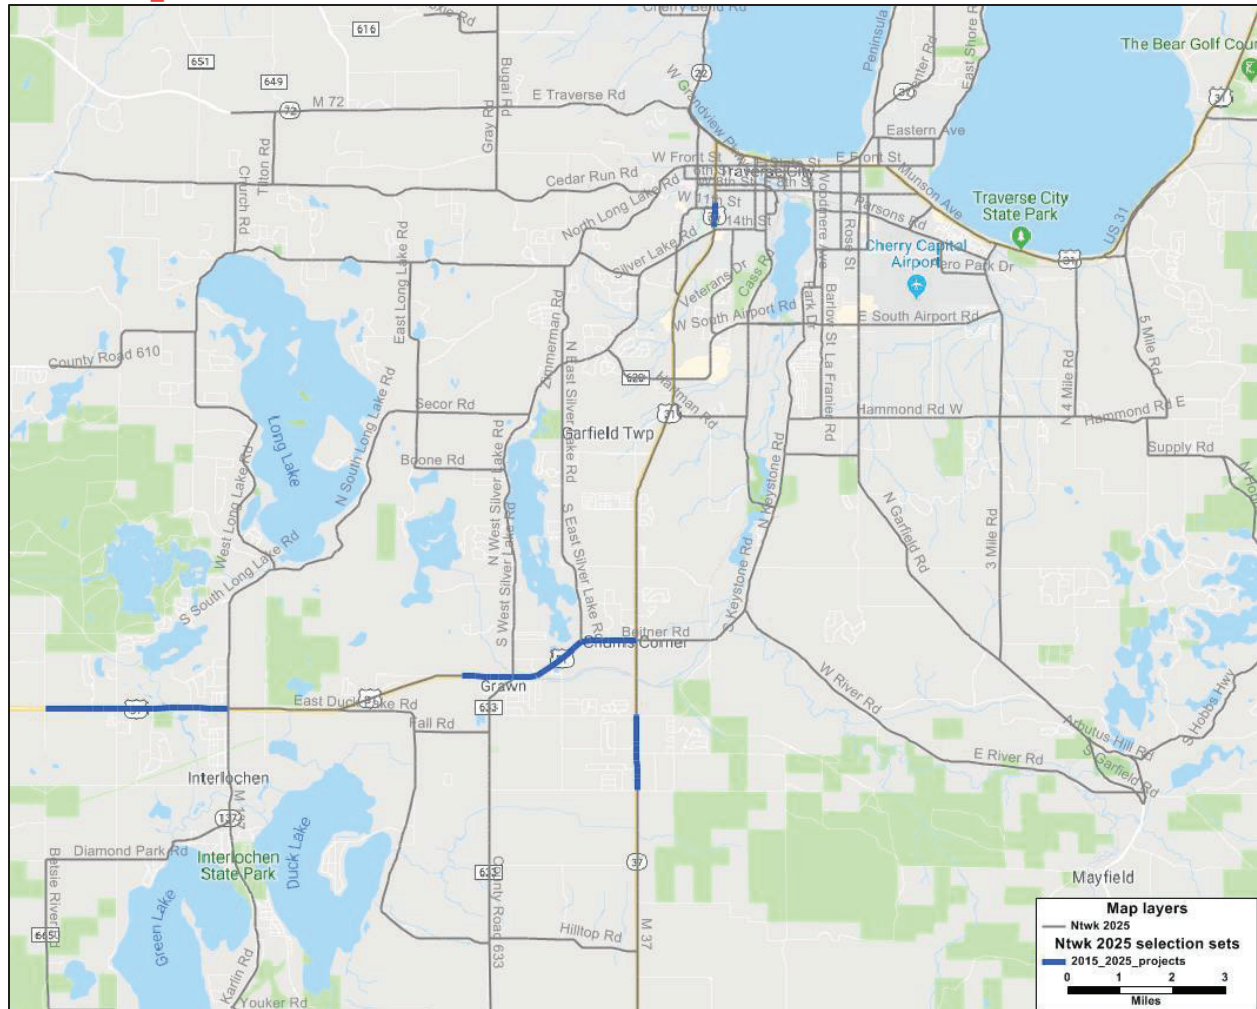 Cherry Bend Rd
616
651
649
M 72
72
E Traverse Rd
Bugai Rd
Gray Rd
22
W Grandview Pkwy
Peninsula
Center Rd
East Shore Rd
The Bear Golf Cour
31
Eastern Ave
W Front St
E Front St
Traverse City
Tilton Rd
Church Rd
Cedar Run Rd
North Long Lake Rd
W 11th St
14th St
Silver Lake Rd
Woodmere Ave
Rose St
Parsons Rd
Munson Ave
Traverse City
State Park
US 31
31
Cherry Capital
Airport
Aero Park Dr
Veterans Dr
Cass Rd
W South Airport Rd
Park Dr
Barlow St
E South Airport Rd
5 Mile Rd
County Road 610
East Long Lake Rd
Zimmerman Rd
N East Silver Lake Rd
620
Hartman Rd
31
La Franier Rd
Hammond Rd W
N 4 Mile Rd
Hammond Rd E
Supply Rd
Secor Rd
Garfield Twp
Boone Rd
Long Lake
N South Long Lake Rd
West Long Lake Rd
S South Long Lake Rd
N West Silver Lake Rd
S West Silver Lake Rd
S East Silver Lake Rd
N Keystone Rd
S Keystone Rd
N Garfield Rd
3 Mile Rd
Beitner Rd
Chums Corner
Grawn
633
East Duck Lake Rd
Fall Rd
W River Rd
E River Rd
Arbutus Hill Rd
S Garfield Rd
S Hobbs Hwy
Interlochen
M 137
137
Diamond Park Rd
Interlochen
State Park
Duck Lake
Green Lake
Betsie River Rd
665
Karlin Rd
Youker Rd
633
County Road 633
Hilltop Rd
37
M 37
Mayfield
Map layers
Ntwk 2025
Ntwk 2025 selection sets
2015_2025_projects
0 1 2 3
Miles